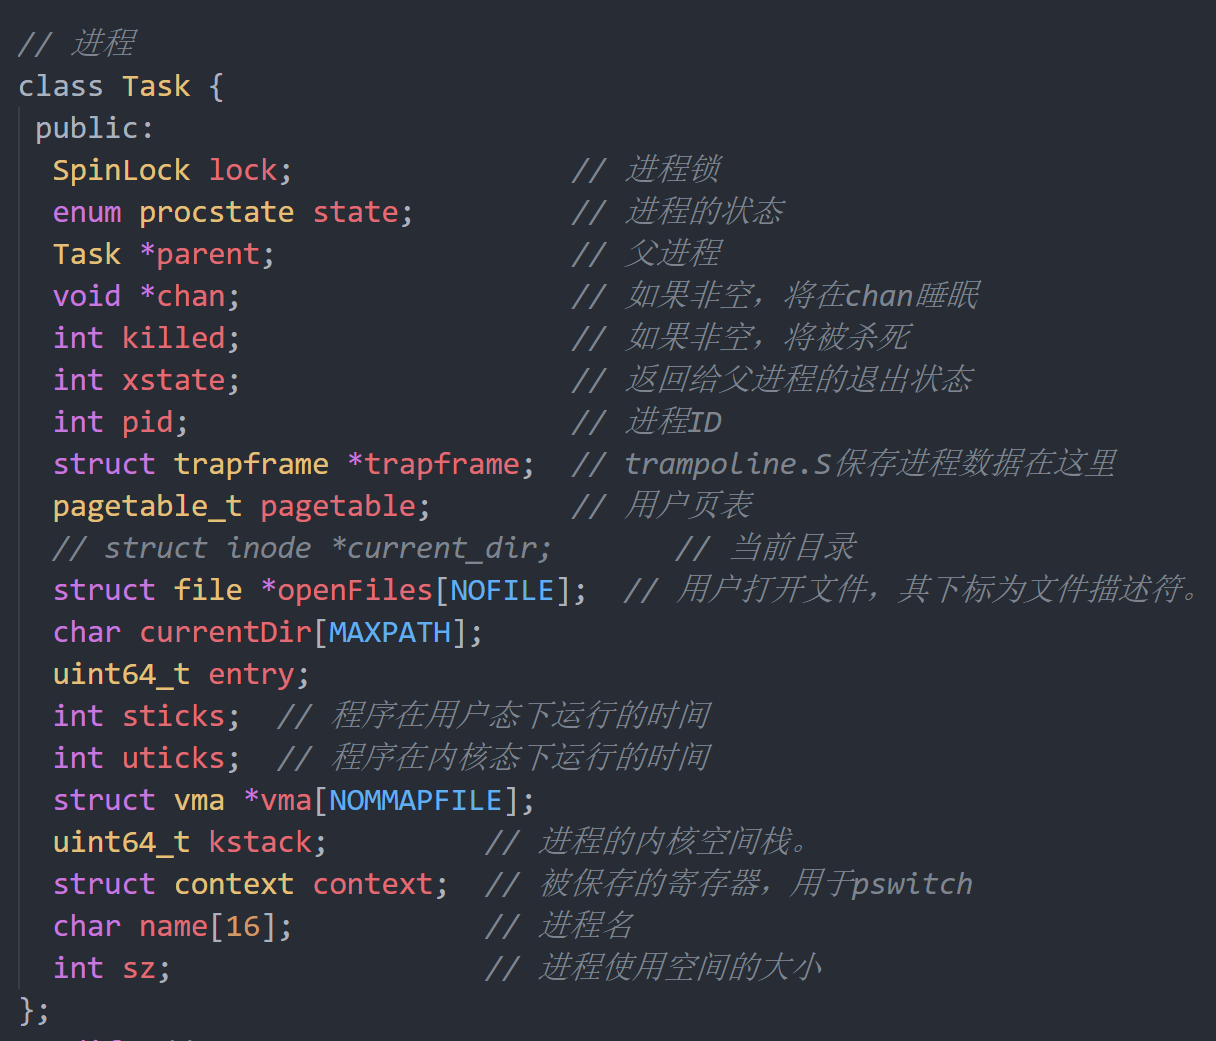 // 进程
class Task {
public:
SpinLock lock; // 进程锁
enum procstate state; // 进程的状态
Task *parent; // 父进程
void *chan; // 如果非空，将在chan睡眠
int killed; // 如果非空，将被杀死
int xstate; // 返回给父进程的退出状态
int pid; // 进程ID
struct trapframe *trapframe; // trampoline.S保存进程数据在这里
pagetable_t pagetable; // 用户页表
// struct inode *current_dir; // 当前目录
struct file *openFiles[NOFILE]; // 用户打开文件，其下标为文件描述符。
char currentDir[MAXPATH];
uint64_t entry;
int sticks; // 程序在用户态下运行的时间
int uticks; // 程序在内核态下运行的时间
struct vma *vma[NOMMAPFILE];
uint64_t kstack; // 进程的内核空间栈。
struct context context; // 被保存的寄存器，用于pswitch
char name[16]; // 进程名
int sz; // 进程使用空间的大小
};